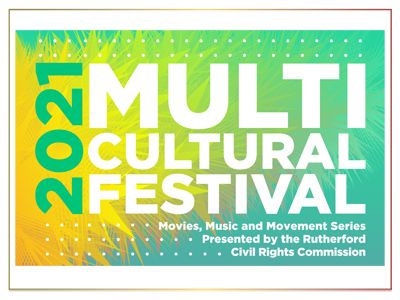 2021
MULTI
CULTURAL
FESTIVAL
Movies, Music and Movement Series
Presented by the Rutherford
Civil Rights Commission